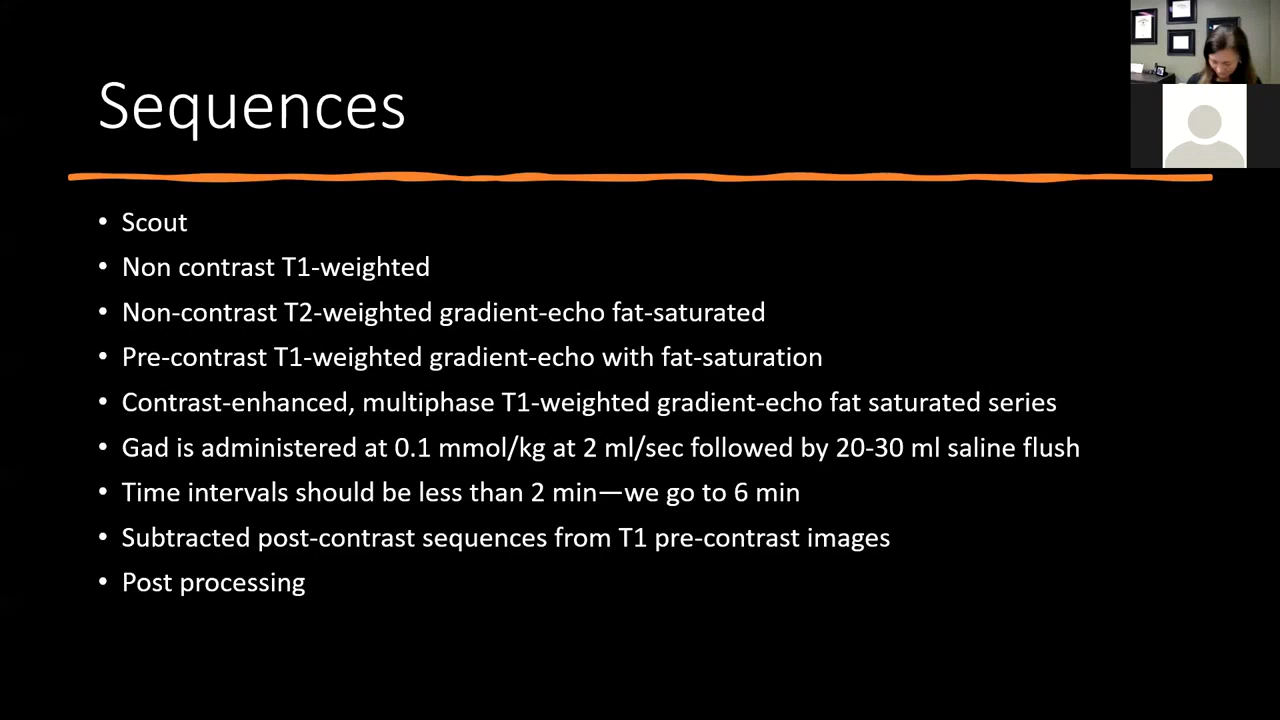 Sequences
• Scout
• Non contrast T1-weighted
• Non-contrast T2-weighted gradient-echo fat-saturated
• Pre-contrast T1-weighted gradient-echo with fat-saturation
• Contrast-enhanced, multiphase T1-weighted gradient-echo fat saturated series
• Gad is administered at 0.1 mmol/kg at 2 ml/sec followed by 20-30 ml saline flush
• Time intervals should be less than 2 min—we go to 6 min
• Subtracted post-contrast sequences from T1 pre-contrast images
• Post processing